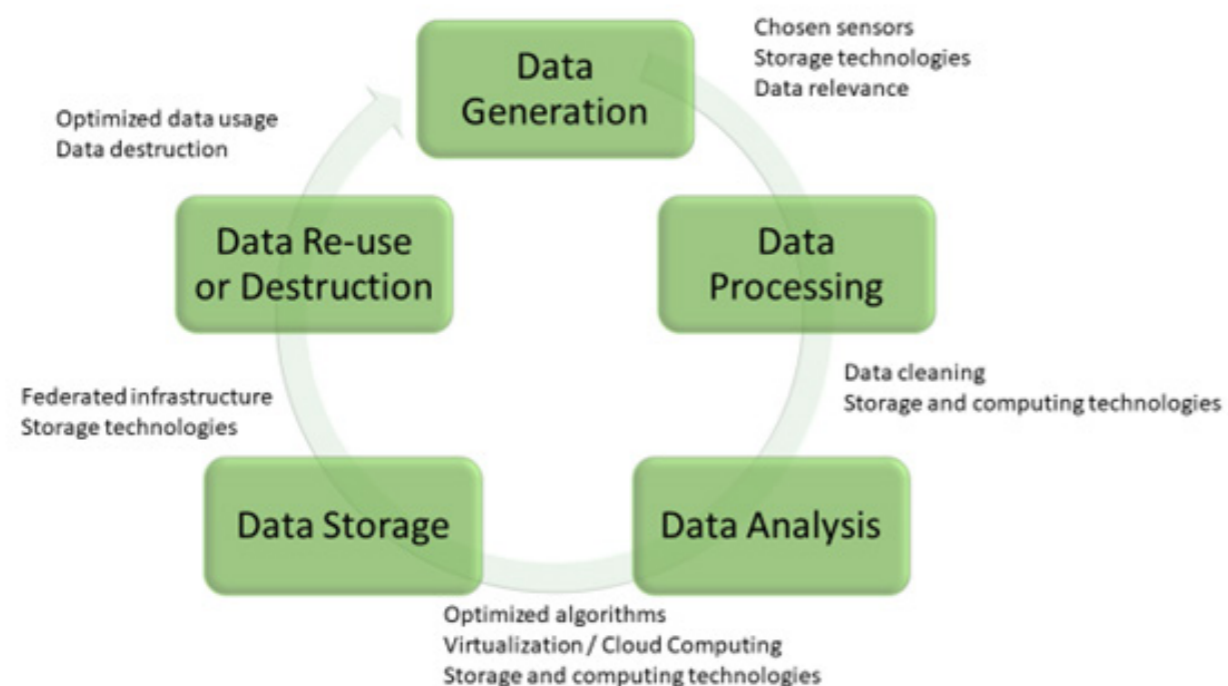 Data
Generation
Chosen sensors
Storage technologies
Data relevance
Data
Processing
Data cleaning
Storage and computing technologies
Data Analysis
Optimized algorithms
Virtualization / Cloud Computing
Storage and computing technologies
Data Storage
Federated infrastructure
Storage technologies
Data Re-use
or Destruction
Optimized data usage
Data destruction